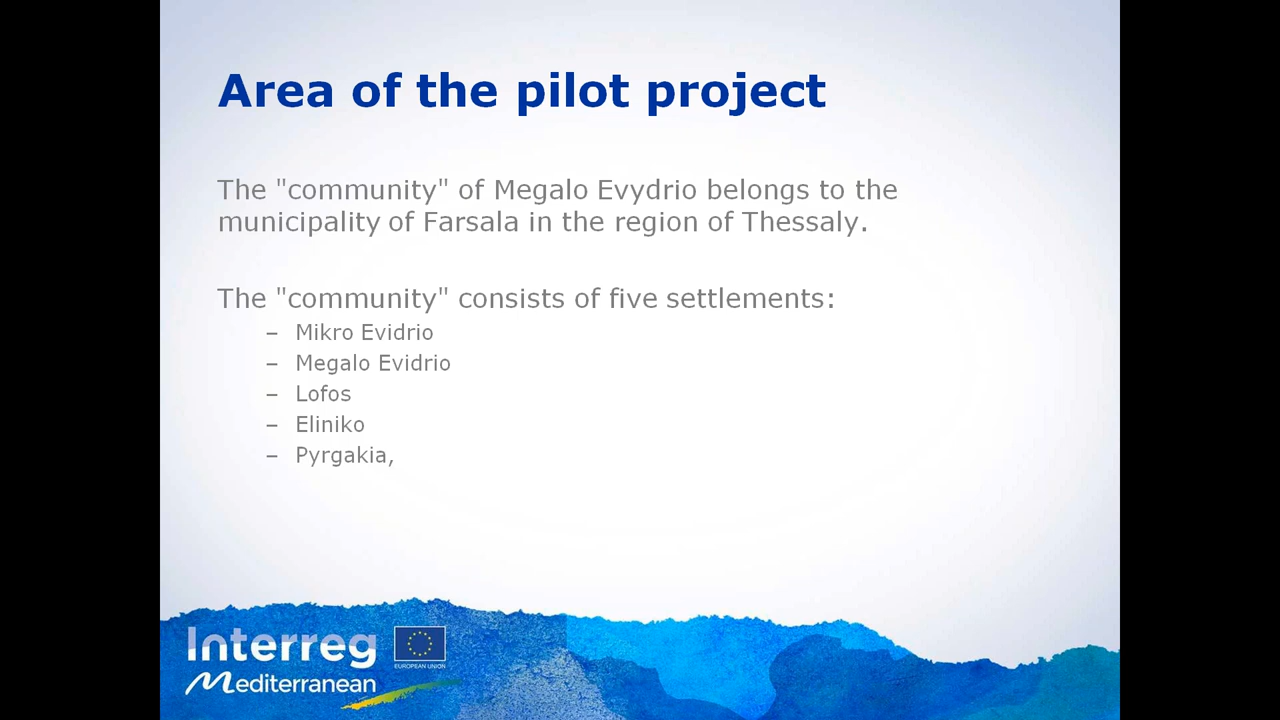 Area of the pilot project
The "community" of Megalo Evydrio belongs to the
municipality of Farsala in the region of Thessaly.
The "community" consists of five settlements:
– Mikro Evidrio
– Megalo Evidrio
– Lofos
– Eliniko
– Pyrgakia,
Interreg
EUROPEAN UNION
Mediterranean